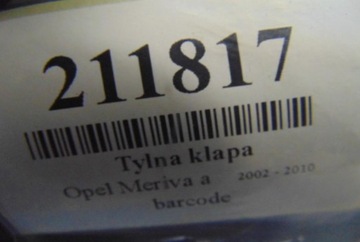 211817
Tylna klapa
Opel Meriva a 2002 - 2010
barcode